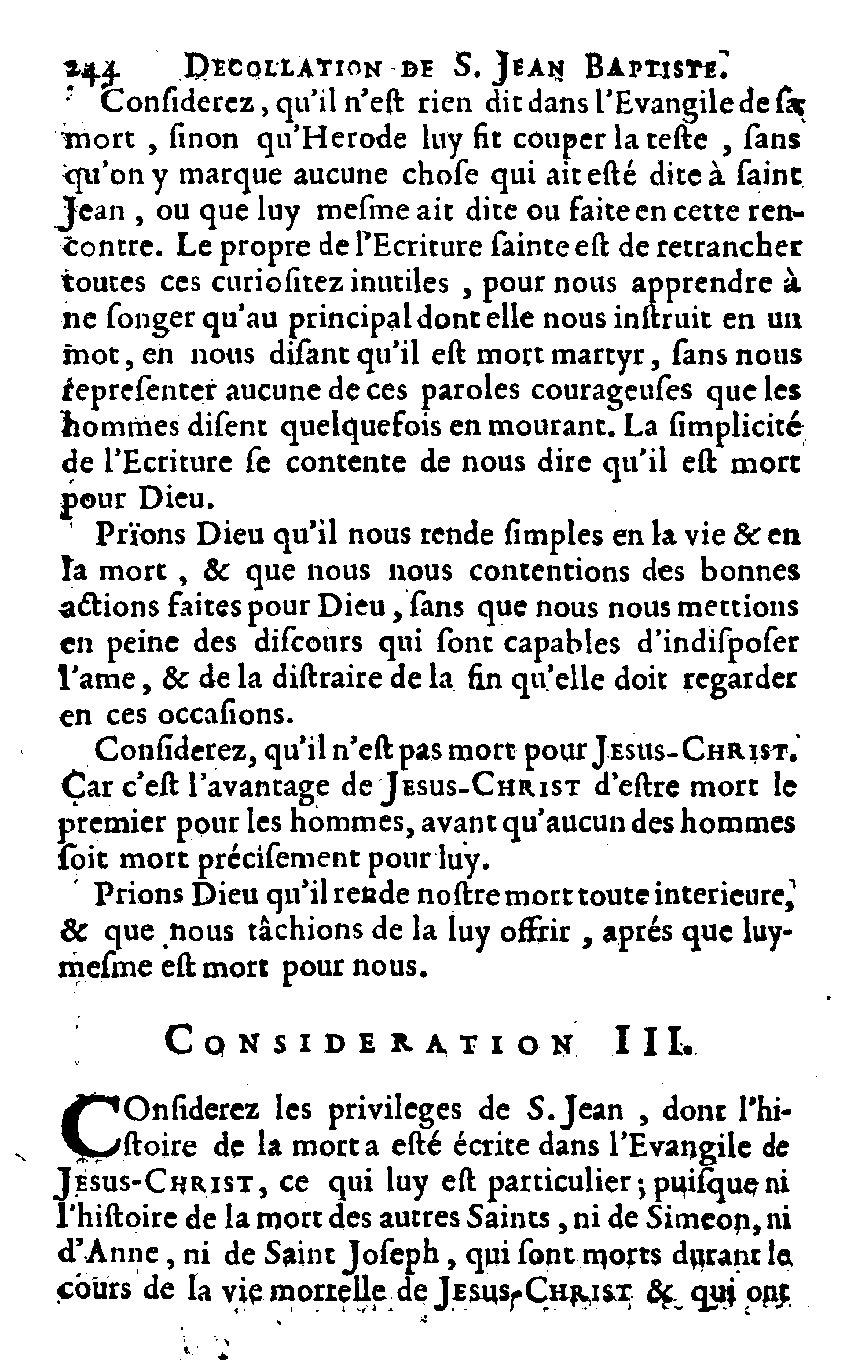 244 DECOLLATION DE S. JEAN BAPTISTE.
Conſiderez, qu'il n'eſt rien dit dans l'Evangile de ſa
mort, ſinon qu'Herode luy fit couper la teſte, ſans
qu'on y marque aucune choſe qui ait eſté dite à ſaint
Jean, ou que luy meſme ait dite ou faite en cette ren-
contre. Le propre de l'Ecriture ſainte eſt de retrancher
toutes ces curioſitez inutiles, pour nous apprendre à
ne ſonger qu'au principal dont elle nous inſtruit en un
mot, en nous diſant qu'il eſt mort martyr, ſans nous
repreſenter aucune de ces paroles courageuſes que les
hommes diſent quelquefois en mourant. La ſimplicité
de l'Ecriture ſe contente de nous dire qu'il eſt mort
pour Dieu.
Prïons Dieu qu'il nous rende ſimples en la vie & en
la mort, & que nous nous contentions des bonnes
actions faites pour Dieu, ſans que nous nous mettions
en peine des diſcours qui ſont capables d'indiſpoſer
l'ame, & de la diſtraire de la fin qu'elle doit regarder
en ces occaſions.
Conſiderez, qu'il n'eſt pas mort pour JESUS-CHRIST.
Car c'eſt l'avantage de JESUS-CHRIST d'eſtre mort le
premier pour les hommes, avant qu'aucun des hommes
ſoit mort préciſement pour luy.
Prions Dieu qu'il rende noſtre mort toute interieure,
& que nous tâchions de la luy offrir, aprés que luy-
meſme eſt mort pour nous.
CONSIDERATION III.
COnſiderez les privileges de S. Jean, dont l'hi-
ſtoire de la mort a eſté écrite dans l'Evangile de
JESUS-CHRIST, ce qui luy eſt particulier; puiſque ni
l'hiſtoire de la mort des autres Saints, ni de Simeon, ni
d'Anne, ni de Saint Joſeph, qui ſont morts durant le
cours de la vie mortelle de JESUS-CHRIST & qui ont